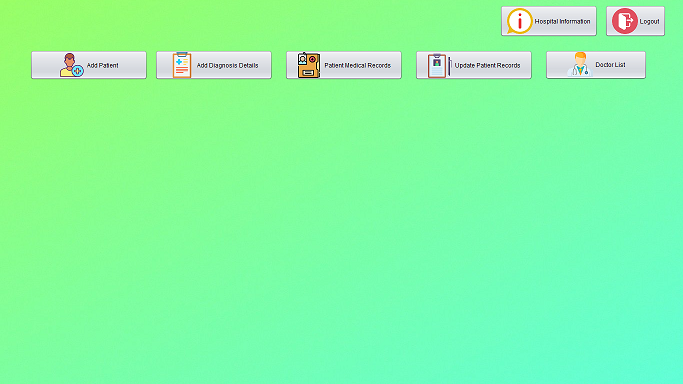 Hospital Information
Logout
Add Patient
Add Diagnosis Details
Patient Medical Records
Update Patient Records
Doctor List